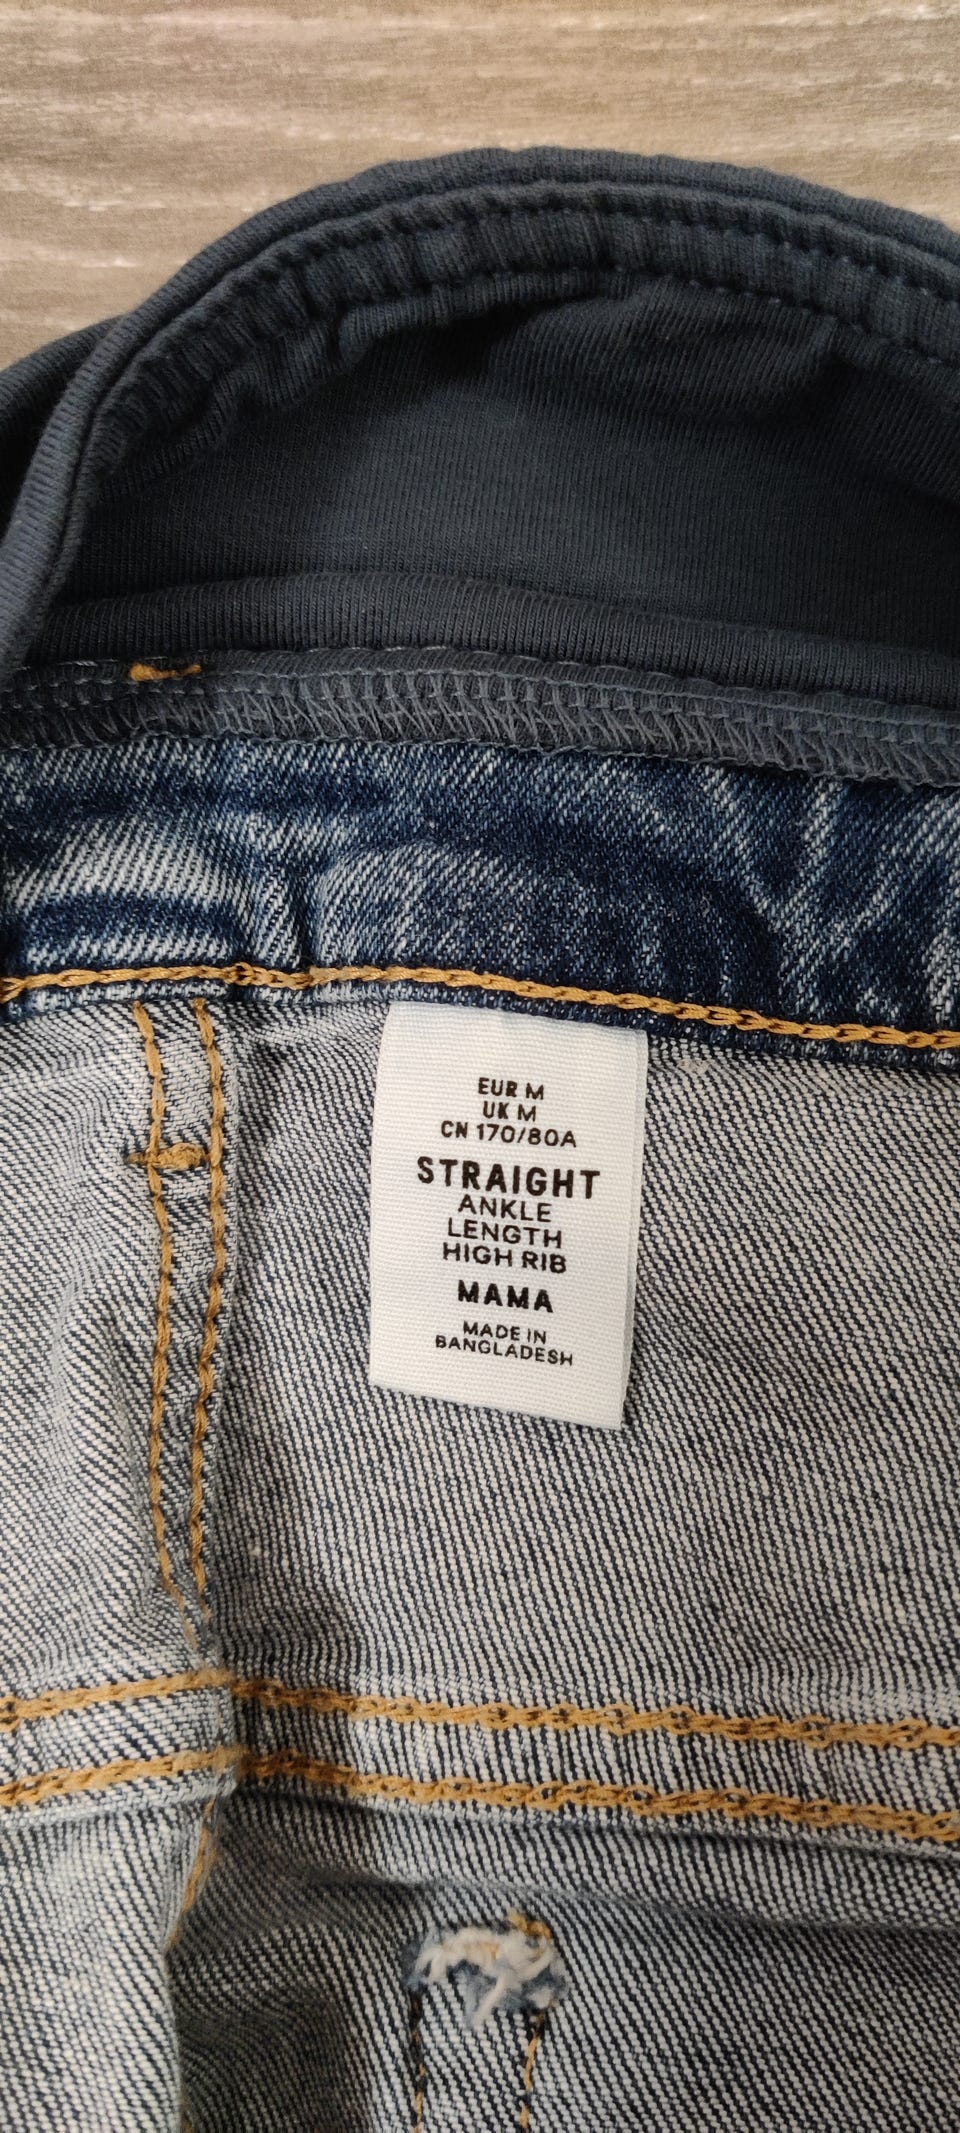 EUR M
UK M
CN 170/80A
STRAIGHT
ANKLE
LENGTH
HIGH RIB
MAMA
MADE IN
BANGLADESH